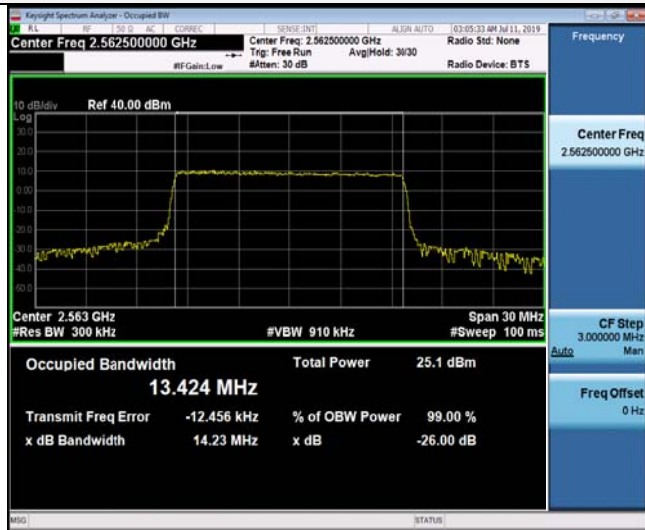 Keysight Spectrum Analyzer - Occupied BW
RL RF 50 Ω AC CORREC SENSE:INT ALIGN AUTO 03:05:33 AM Jul 11, 2019
Center Freq 2.562500000 GHz
Center Freq: 2.562500000 GHz
Radio Std: None
Trig: Free Run Avg|Hold: 30/30
#IFGain:Low #Atten: 30 dB Radio Device: BTS
Frequency
10 dB/div Ref 40.00 dBm
Log
30.0
20.0
10.0
0.00
-10.0
-20.0
-30.0
-40.0
-50.0
Center Freq
2.562500000 GHz
Center 2.563 GHz Span 30 MHz
#Res BW 300 kHz #VBW 910 kHz #Sweep 100 ms
CF Step
3.000000 MHz
Auto Man
Occupied Bandwidth Total Power 25.1 dBm
13.424 MHz
Transmit Freq Error -12.456 kHz % of OBW Power 99.00 %
x dB Bandwidth 14.23 MHz x dB -26.00 dB
Freq Offset
0 Hz
MSG STATUS